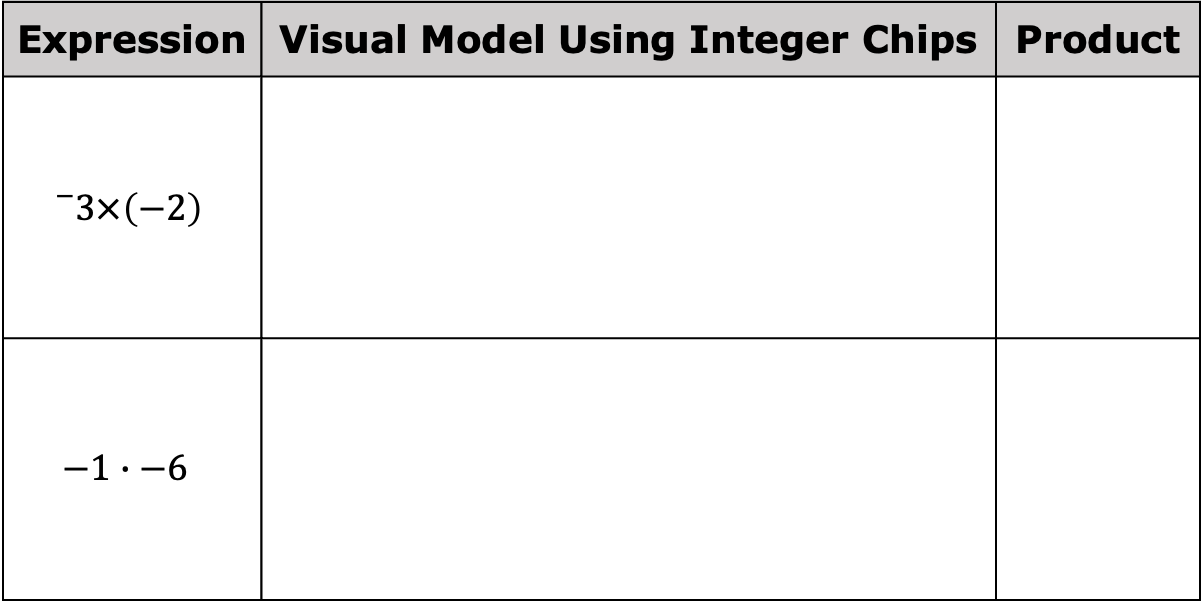 Expression Visual Model Using Integer Chips Product
⁻3×(−2)
−1 · −6